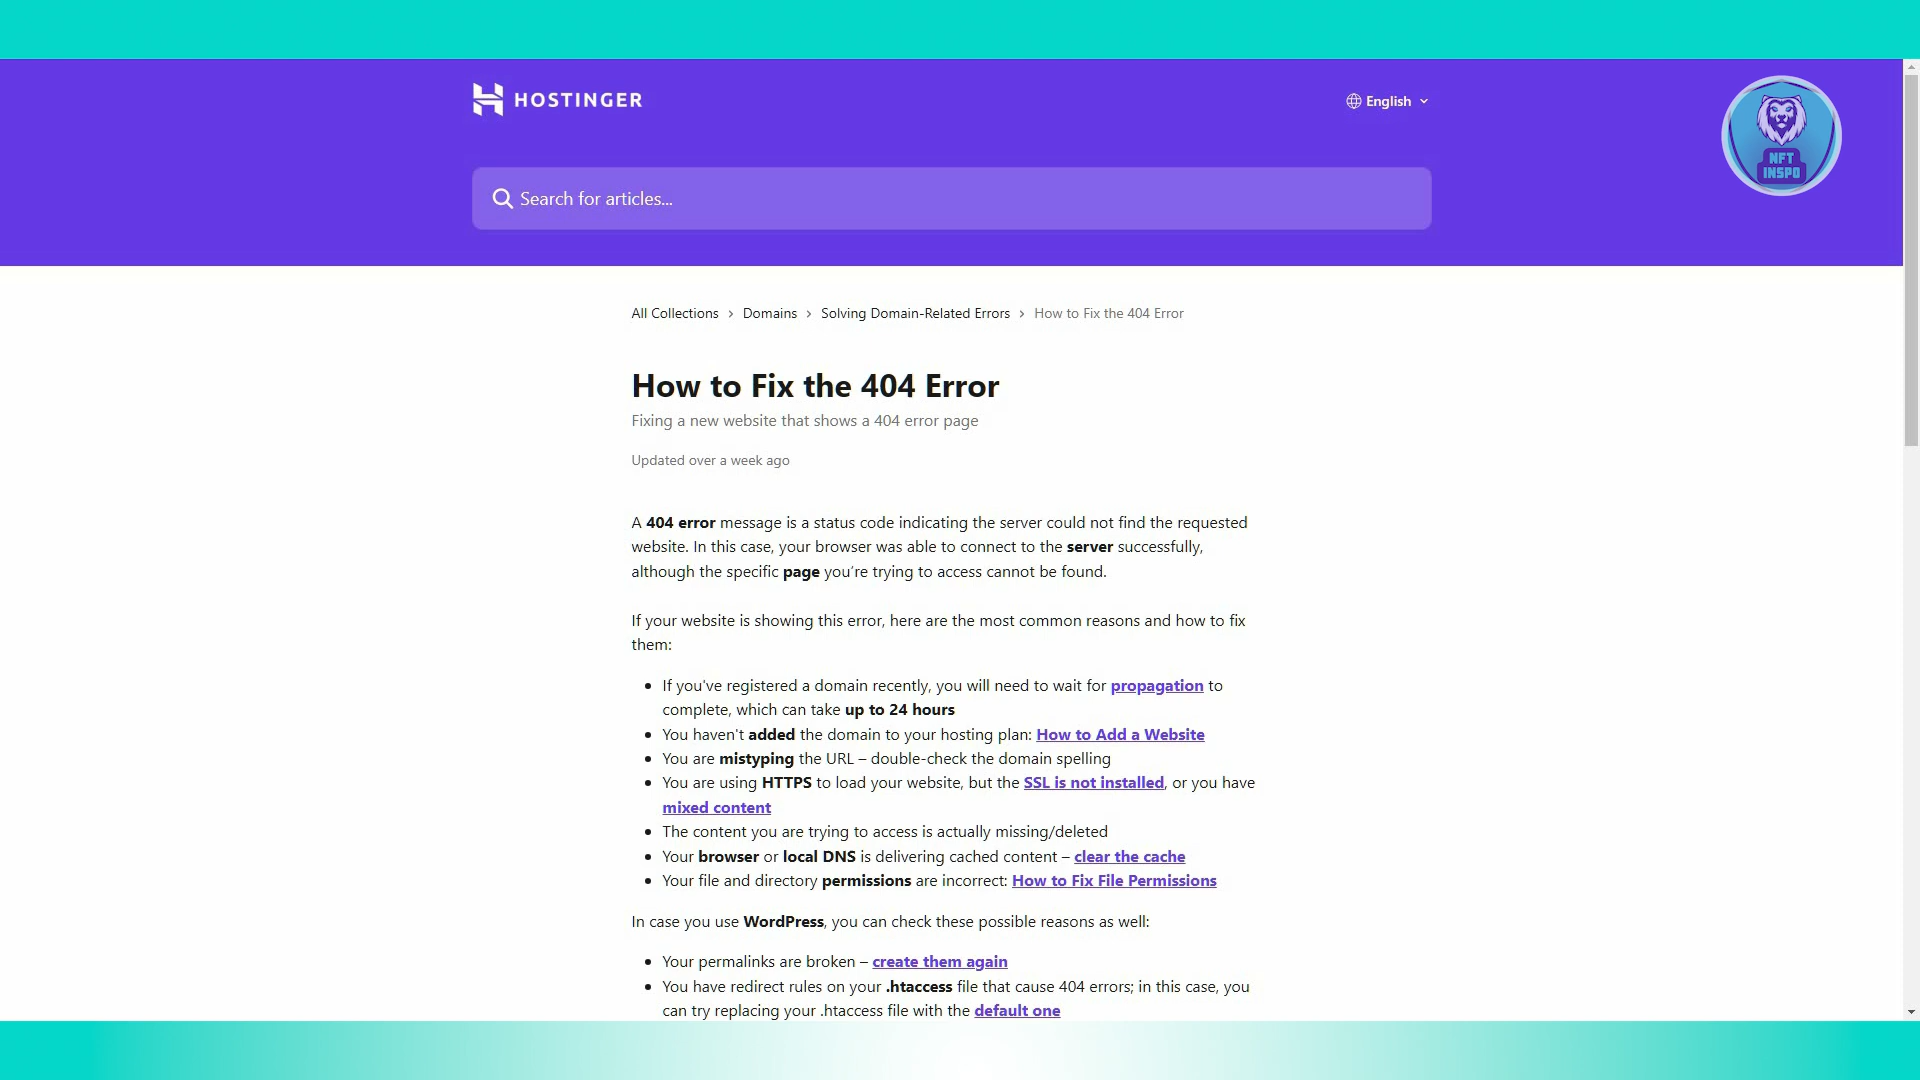 HOSTINGER
English
NFT
INSPO
Search for articles...
All Collections > Domains > Solving Domain-Related Errors > How to Fix the 404 Error
How to Fix the 404 Error
Fixing a new website that shows a 404 error page
Updated over a week ago
A 404 error message is a status code indicating the server could not find the requested
website. In this case, your browser was able to connect to the server successfully,
although the specific page you’re trying to access cannot be found.
If your website is showing this error, here are the most common reasons and how to fix
them:
• If you've registered a domain recently, you will need to wait for propagation to
complete, which can take up to 24 hours
• You haven't added the domain to your hosting plan: How to Add a Website
• You are mistyping the URL – double-check the domain spelling
• You are using HTTPS to load your website, but the SSL is not installed, or you have
mixed content
• The content you are trying to access is actually missing/deleted
• Your browser or local DNS is delivering cached content – clear the cache
• Your file and directory permissions are incorrect: How to Fix File Permissions
In case you use WordPress, you can check these possible reasons as well:
• Your permalinks are broken – create them again
• You have redirect rules on your .htaccess file that cause 404 errors; in this case, you
can try replacing your .htaccess file with the default one